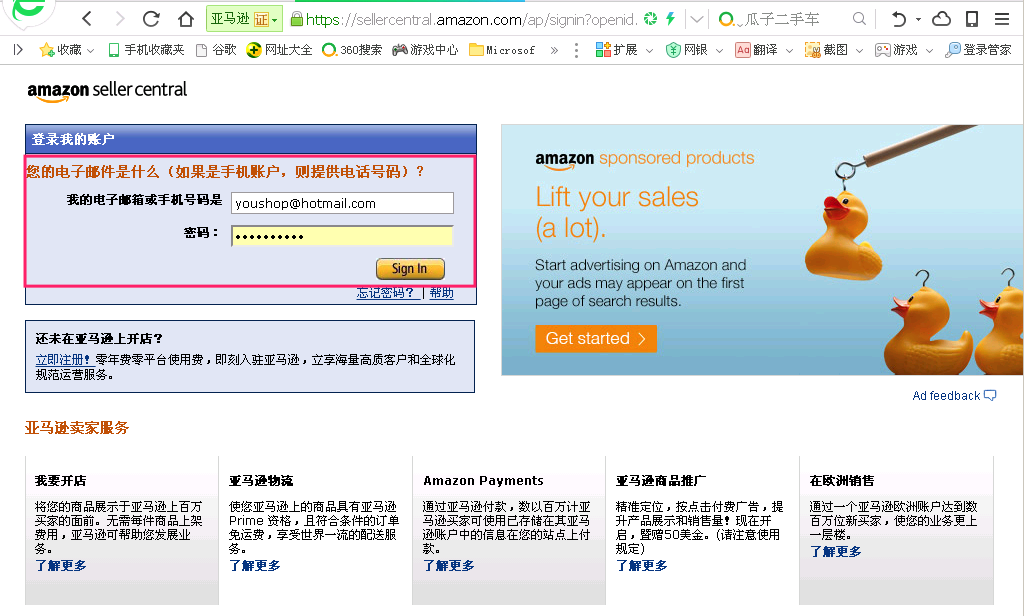 亚马逊 证
https://sellercentral.amazon.com/ap/signin?openid.
瓜子二手车
收藏
手机收藏夹
谷歌
网址大全
360搜索
游戏中心
Microsof
»
扩展
网银
Aa 翻译
截图
游戏
登录管家
amazon seller central
登录我的账户
您的电子邮件是什么（如果是手机账户，则提供电话号码）？
我的电子邮箱或手机号码是
youshop@hotmail.com
密码：
••••••••••
Sign In
忘记密码？ | 帮助
还未在亚马逊上开店？
立即注册！零年费零平台使用费，即刻入驻亚马逊，立享海量高质客户和全球化
规范运营服务。
amazon sponsored products
Lift your sales
(a lot).
Start advertising on Amazon and
your ads may appear on the first
page of search results.
Get started >
Ad feedback
亚马逊卖家服务
我要开店
将您的商品展示于亚马逊上百万
买家的面前。无需每件商品上架
费用，亚马逊可帮助您发展业
务。
了解更多
亚马逊物流
使您亚马逊上的商品具有亚马逊
Prime 资格，且符合条件的订单
免运费，享受世界一流的配送服
务。
了解更多
Amazon Payments
通过亚马逊付款，数以百万计亚
马逊买家可使用已存储在其亚马
逊账户中的信息在您的站点上付
款。
了解更多
亚马逊商品推广
精准定位，按点击付费广告，提
升产品展示和销售量！现在开
启，暨赠50美金。(请注意使用
规定)
了解更多
在欧洲销售
通过一个亚马逊欧洲账户达到数
百万位新买家，使您的业务更上
一层楼。
了解更多